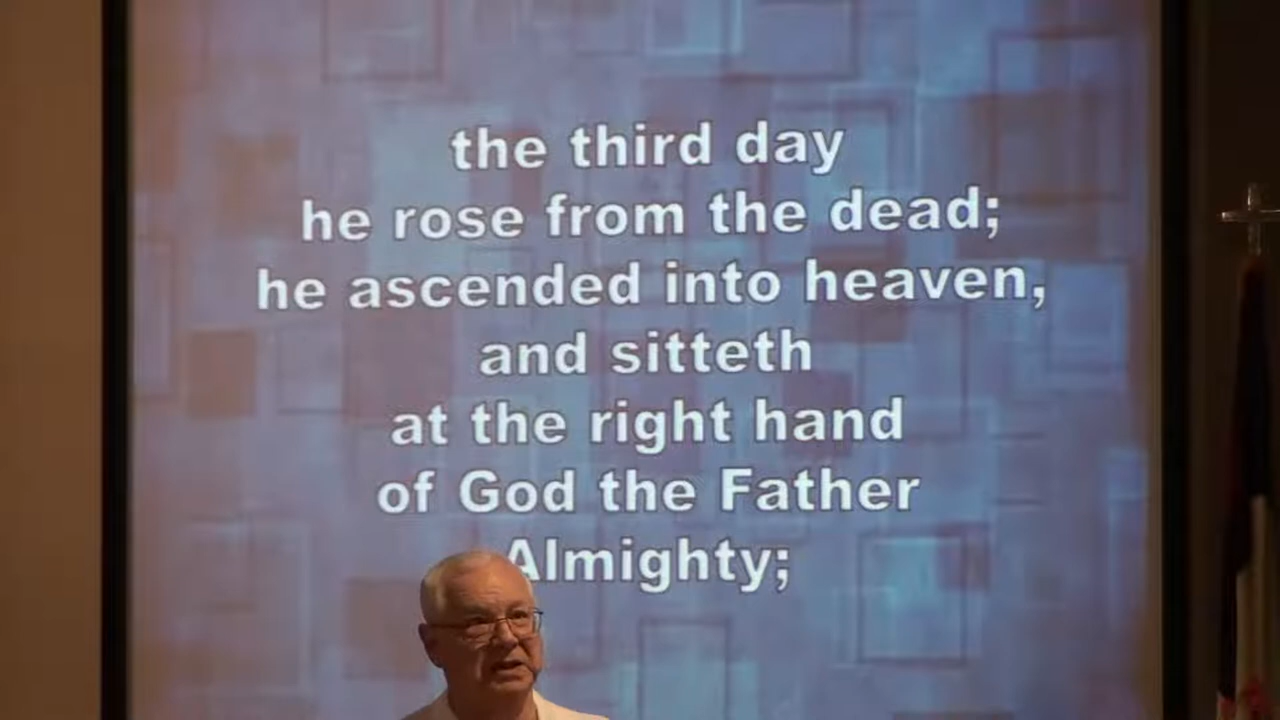 the third day
he rose from the dead;
he ascended into heaven,
and sitteth
at the right hand
of God the Father
Almighty;